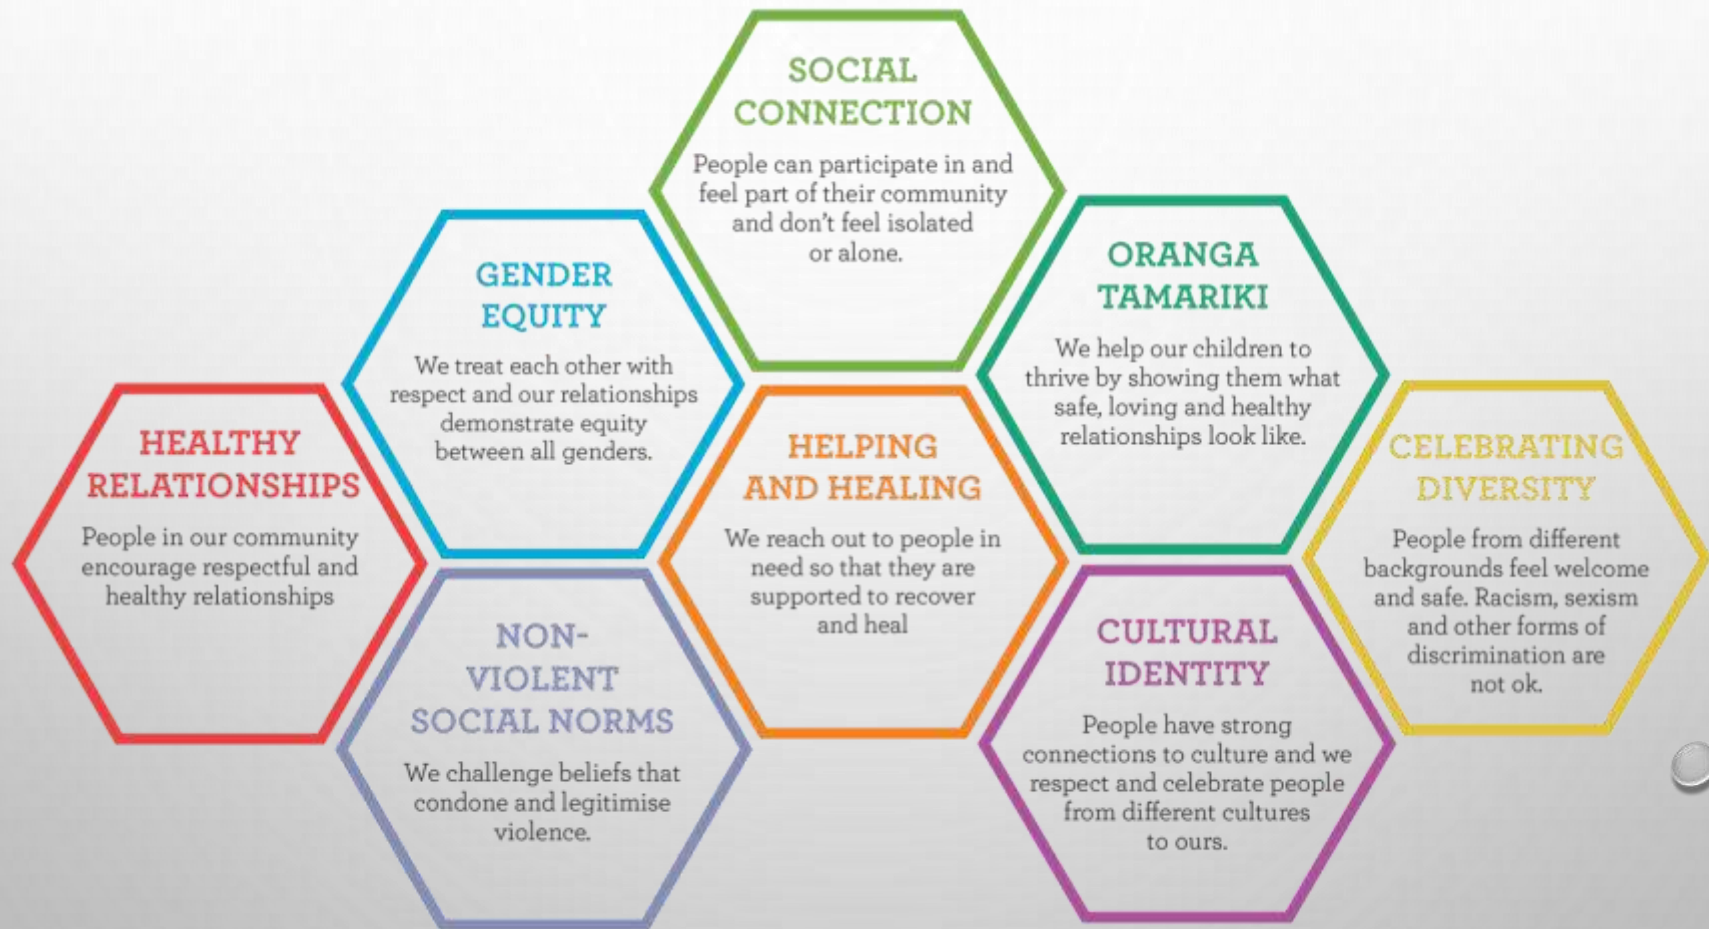 SOCIAL
CONNECTION
People can participate in and
feel part of their community
and don't feel isolated
or alone.
GENDER
EQUITY
We treat each other with
respect and our relationships
demonstrate equity
between all genders.
ORANGA
TAMARIKI
We help our children to
thrive by showing them what
safe, loving and healthy
relationships look like.
HEALTHY
RELATIONSHIPS
People in our community
encourage respectful and
healthy relationships
HELPING
AND HEALING
We reach out to people in
need so that they are
supported to recover
and heal
CELEBRATING
DIVERSITY
People from different
backgrounds feel welcome
and safe. Racism, sexism
and other forms of
discrimination are
not ok.
NON-
VIOLENT
SOCIAL NORMS
We challenge beliefs that
condone and legitimise
violence.
CULTURAL
IDENTITY
People have strong
connections to culture and we
respect and celebrate people
from different cultures
to ours.